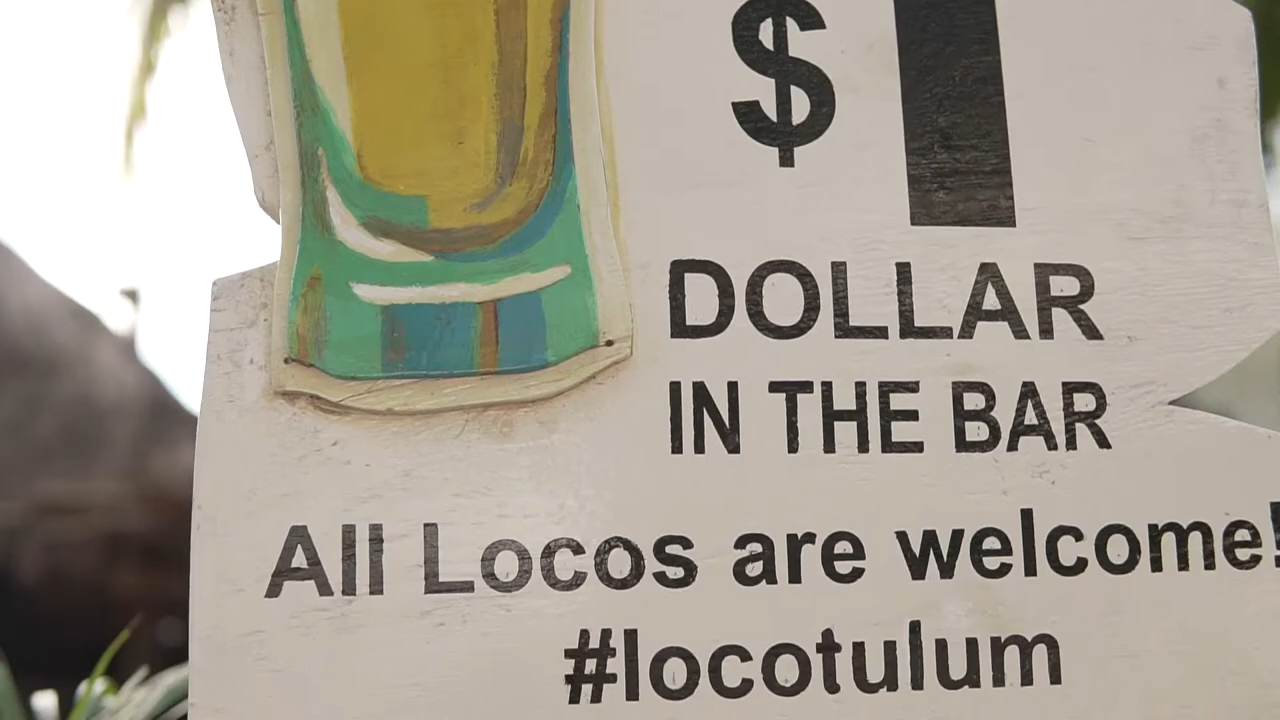 $1
DOLLAR
IN THE BAR
All Locos are welcome!
#locotulum